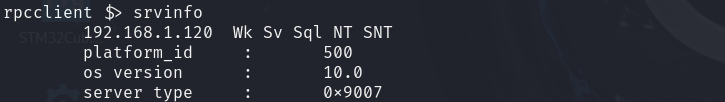 rpcclient $> srvinfo
192.168.1.120 Wk Sv Sql NT SNT
platform_id : 500
os version : 10.0
server type : 0x9007